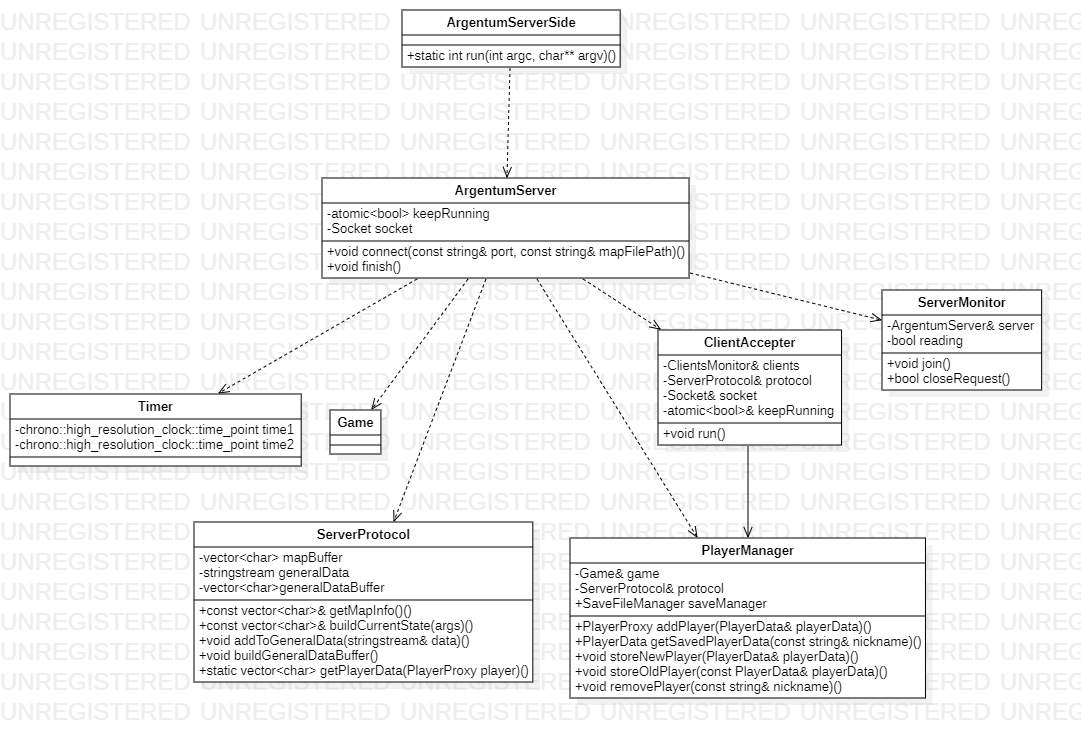 ArgentumServerSide
+static int run(int argc, char** argv)()
ArgentumServer
-atomic<bool> keepRunning
-Socket socket
+void connect(const string& port, const string& mapFilePath)()
+void finish()
ServerMonitor
-ArgentumServer& server
-bool reading
+void join()
+bool closeRequest()
ClientAccepter
-ClientsMonitor& clients
-ServerProtocol& protocol
-Socket& socket
-atomic<bool>& keepRunning
+void run()
Timer
-chrono::high_resolution_clock::time_point time1
-chrono::high_resolution_clock::time_point time2
Game
ServerProtocol
-vector<char> mapBuffer
-stringstream generalData
-vector<char>generalDataBuffer
+const vector<char>& getMapInfo()()
+const vector<char>& buildCurrentState(args)()
+void addToGeneralData(stringstream& data)()
+void buildGeneralDataBuffer()
+static vector<char> getPlayerData(PlayerProxy player)()
PlayerManager
-Game& game
-ServerProtocol& protocol
+SaveFileManager saveManager
+PlayerProxy addPlayer(PlayerData& playerData)()
+PlayerData getSavedPlayerData(const string& nickname)()
+void storeNewPlayer(PlayerData& playerData)()
+void storeOldPlayer(const PlayerData& playerData)()
+void removePlayer(const string& nickname)()
UNREGISTERED